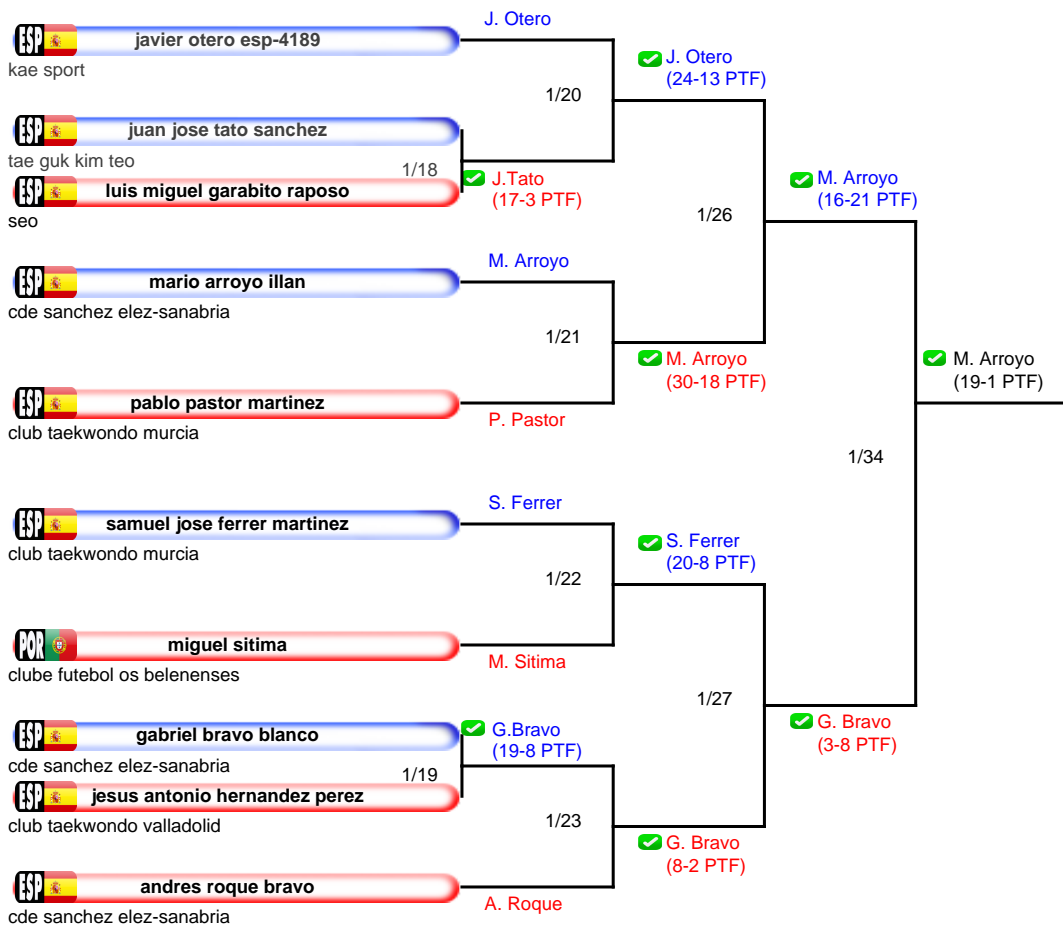 J. Otero
ESP javier otero esp-4189
kae sport
J. Otero
(24-13 PTF)
1/20
ESP juan jose tato sanchez
tae guk kim teo
1/18
J.Tato
(17-3 PTF)
ESP luis miguel garabito raposo
seo
M. Arroyo
(16-21 PTF)
1/26
M. Arroyo
ESP mario arroyo illan
cde sanchez elez-sanabria
1/21
M. Arroyo
(30-18 PTF)
M. Arroyo
(19-1 PTF)
ESP pablo pastor martinez
P. Pastor
club taekwondo murcia
1/34
S. Ferrer
ESP samuel jose ferrer martinez
club taekwondo murcia
S. Ferrer
(20-8 PTF)
1/22
POR miguel sitima
M. Sitima
clube futebol os belenenses
1/27
G. Bravo
(3-8 PTF)
ESP gabriel bravo blanco
G.Bravo
(19-8 PTF)
cde sanchez elez-sanabria
1/19
ESP jesus antonio hernandez perez
club taekwondo valladolid
1/23
G. Bravo
(8-2 PTF)
ESP andres roque bravo
A. Roque
cde sanchez elez-sanabria